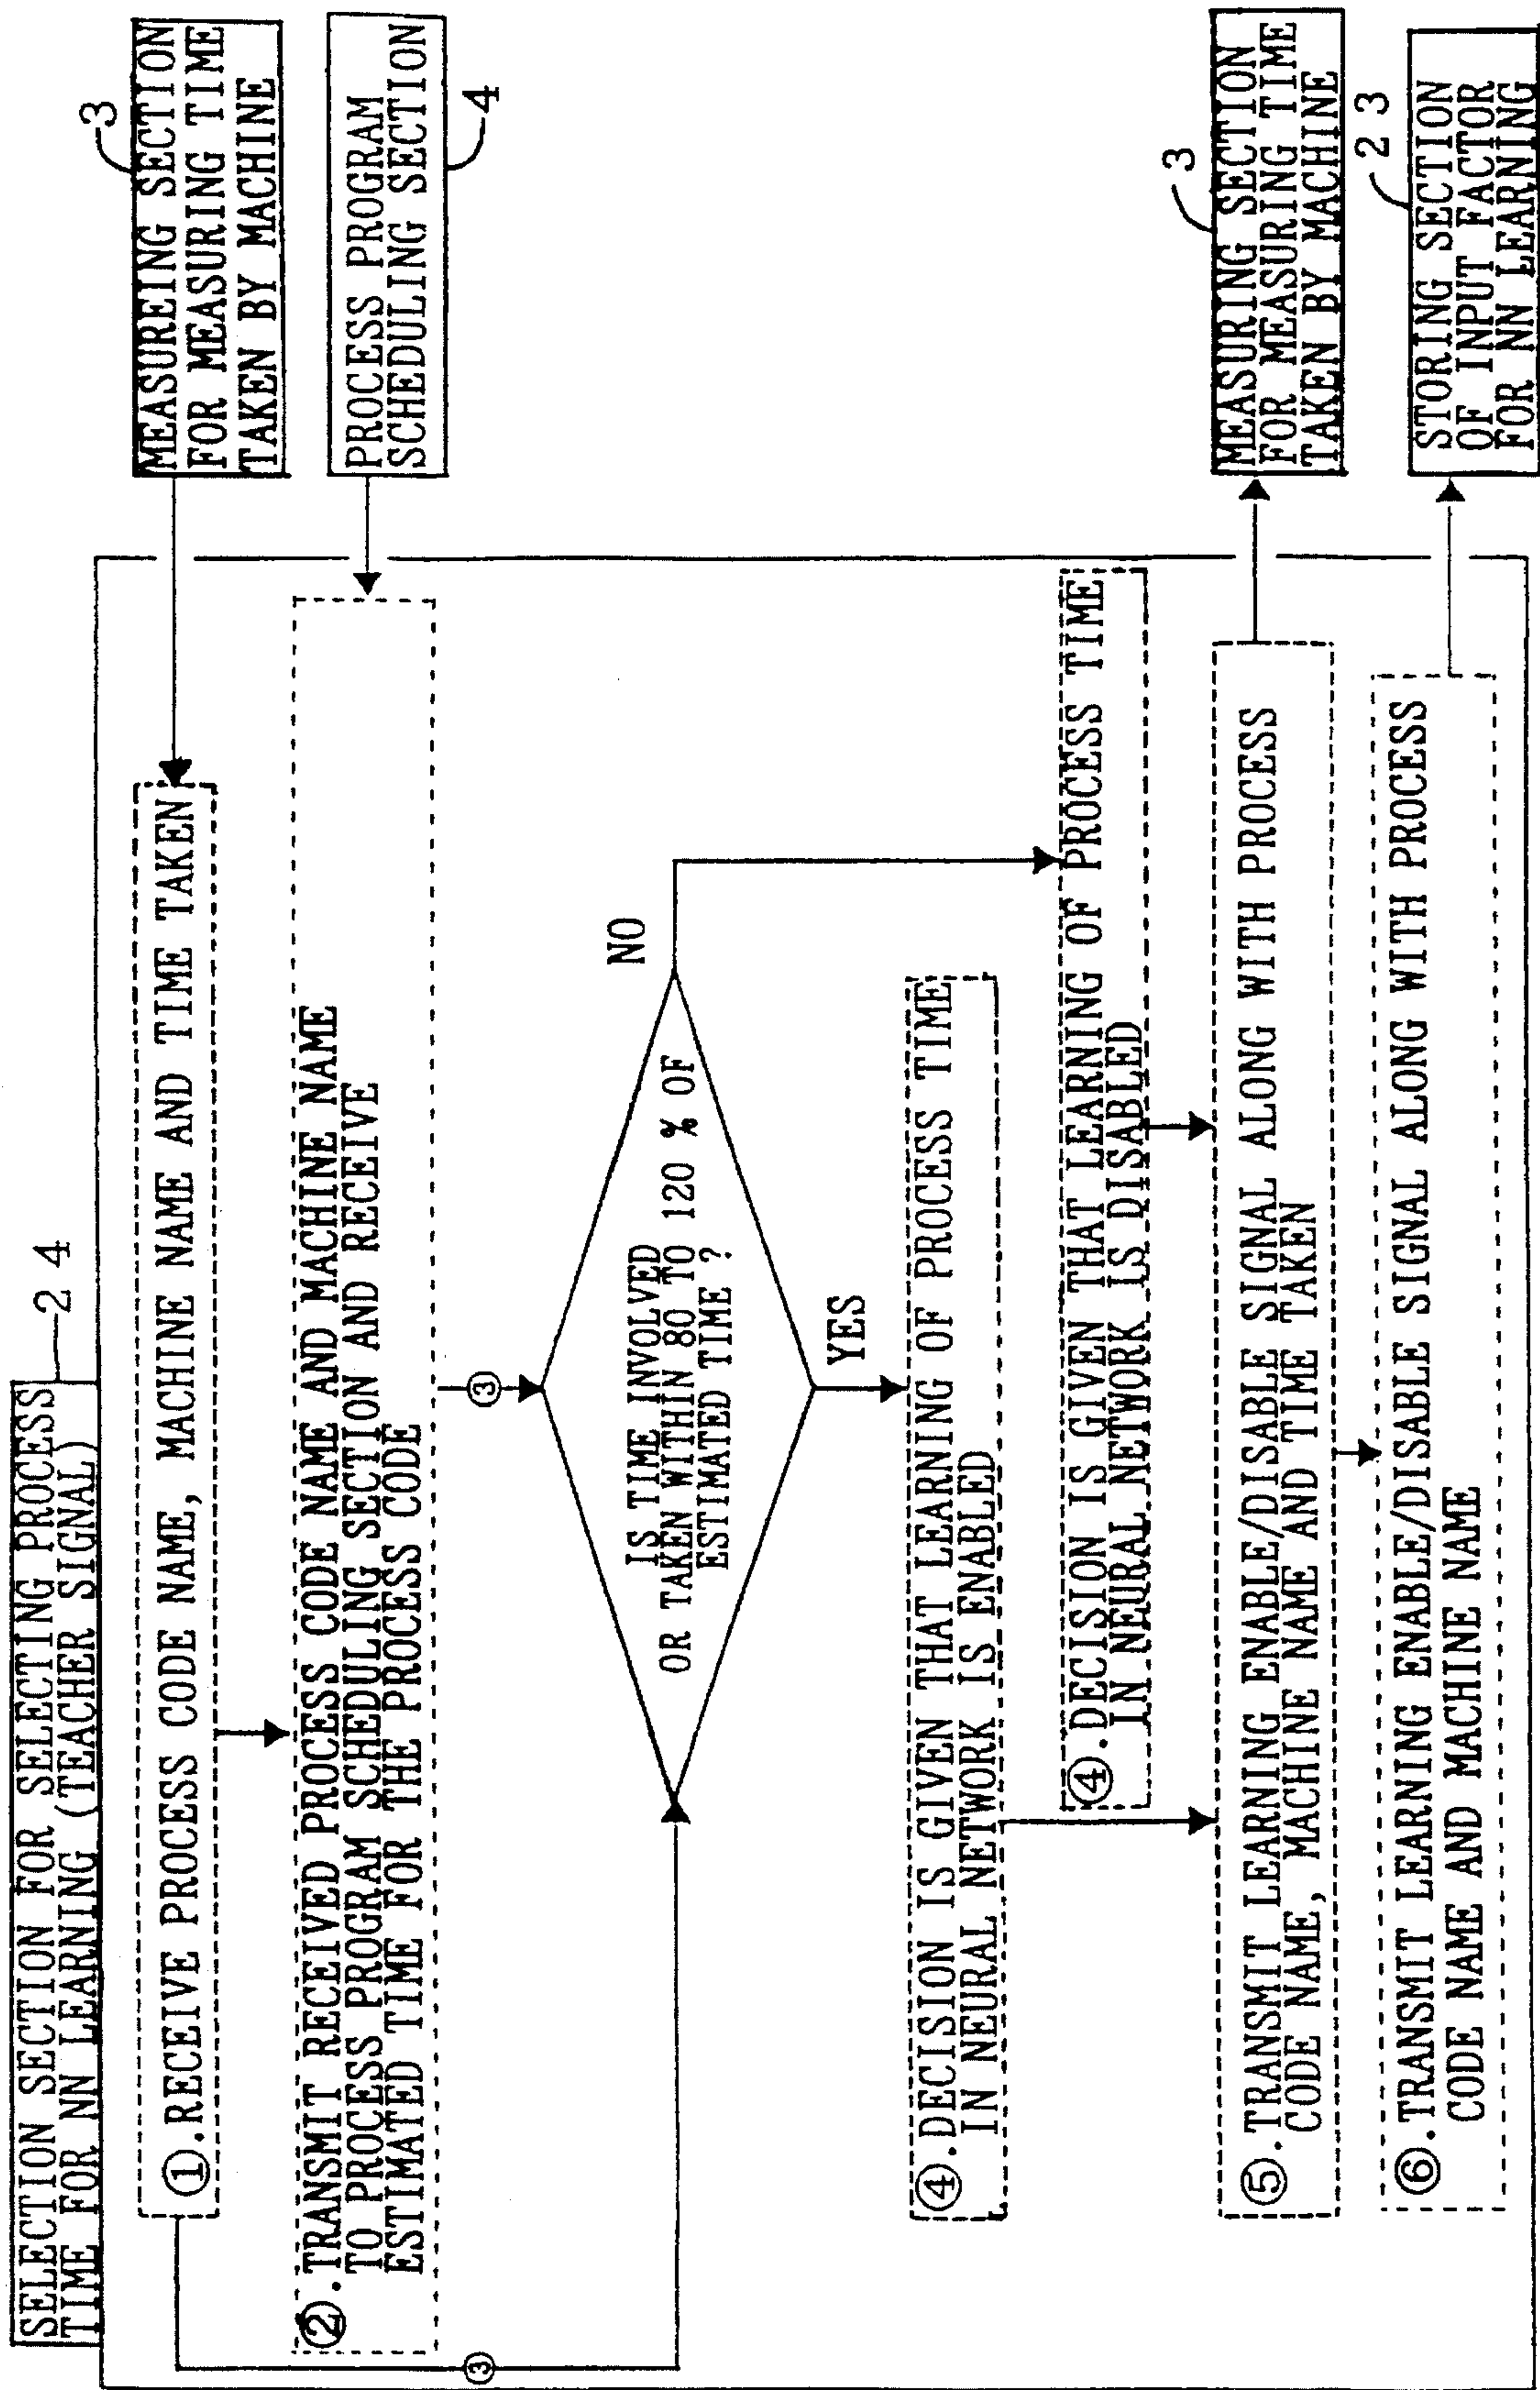 SELECTION SECTION FOR SELECTING PROCESS
TIME FOR NN LEARNING (TEACHER SIGNAL)
2 4
①.RECEIVE PROCESS CODE NAME, MACHINE NAME AND TIME TAKEN
MEASUREING SECTION
FOR MEASURING TIME
TAKEN BY MACHINE
3
②.TRANSMIT RECEIVED PROCESS CODE NAME AND MACHINE NAME
TO PROCESS PROGRAM SCHEDULING SECTION AND RECEIVE
ESTIMATED TIME FOR THE PROCESS CODE
PROCESS PROGRAM
SCHEDULING SECTION
4
③
③
IS TIME INVOLVED
OR TAKEN WITHIN 80 TO 120 % OF
ESTIMATED TIME ?
NO
YES
④.DECISION IS GIVEN THAT LEARNING OF PROCESS TIME
IN NEURAL NETWORK IS ENABLED
④.DECISION IS GIVEN THAT LEARNING OF PROCESS TIME
IN NEURAL NETWORK IS DISABLED
⑤.TRANSMIT LEARNING ENABLE/DISABLE SIGNAL ALONG WITH PROCESS
CODE NAME, MACHINE NAME AND TIME TAKEN
MEASURING SECTION
FOR MEASURING TIME
TAKEN BY MACHINE
3
⑥.TRANSMIT LEARNING ENABLE/DISABLE SIGNAL ALONG WITH PROCESS
CODE NAME AND MACHINE NAME
STORING SECTION
OF INPUT FACTOR
FOR NN LEARNING
2 3